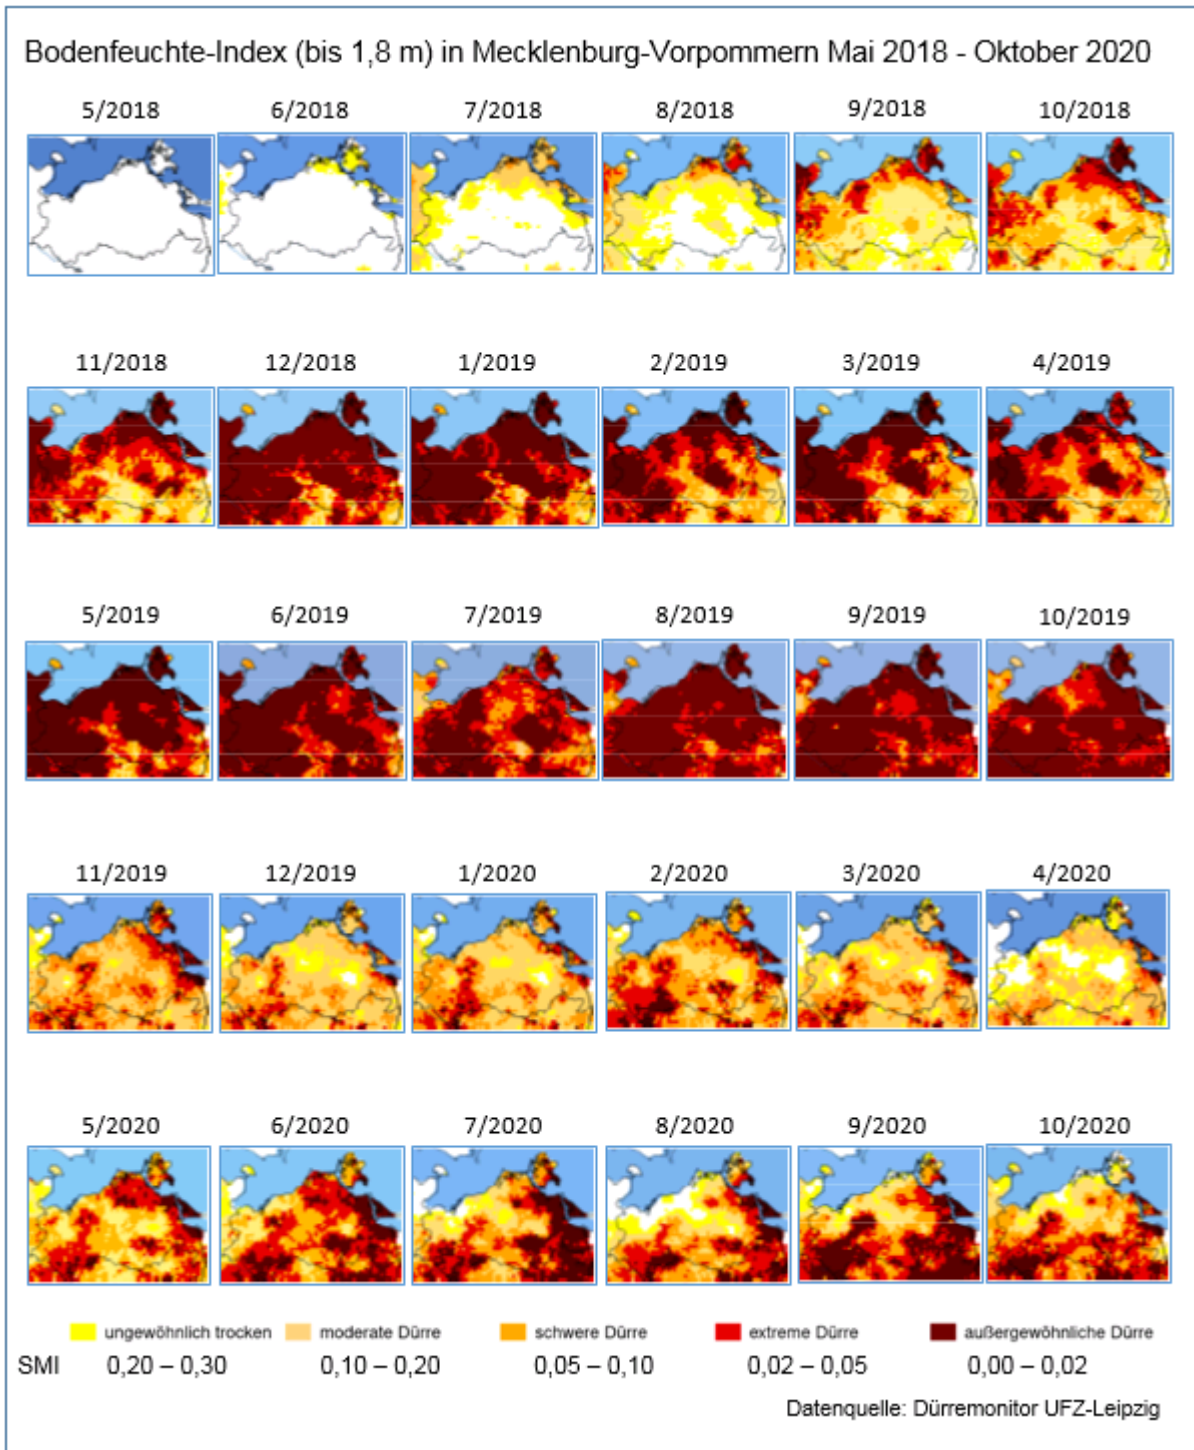 Bodenfeuchte-Index (bis 1,8 m) in Mecklenburg-Vorpommern Mai 2018 - Oktober 2020
5/2018 6/2018 7/2018 8/2018 9/2018 10/2018
11/2018 12/2018 1/2019 2/2019 3/2019 4/2019
5/2019 6/2019 7/2019 8/2019 9/2019 10/2019
11/2019 12/2019 1/2020 2/2020 3/2020 4/2020
5/2020 6/2020 7/2020 8/2020 9/2020 10/2020
ungewöhnlich trocken moderate Dürre schwere Dürre extreme Dürre außergewöhnliche Dürre
SMI 0,20 – 0,30 0,10 – 0,20 0,05 – 0,10 0,02 – 0,05 0,00 – 0,02
Datenquelle: Dürremonitor UFZ-Leipzig